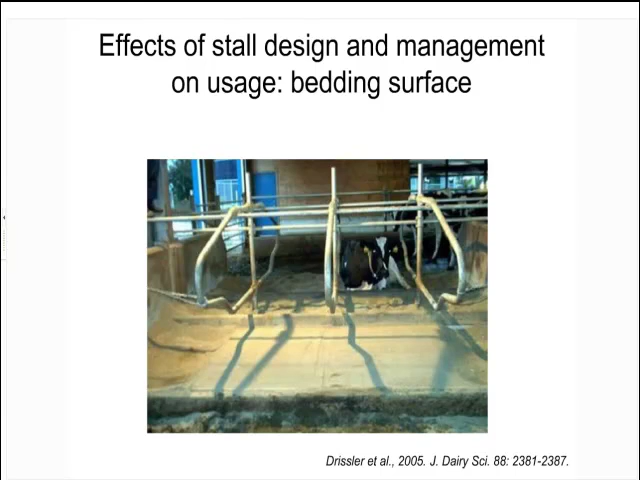 Effects of stall design and management
on usage: bedding surface
Drissler et al., 2005. J. Dairy Sci. 88: 2381-2387.